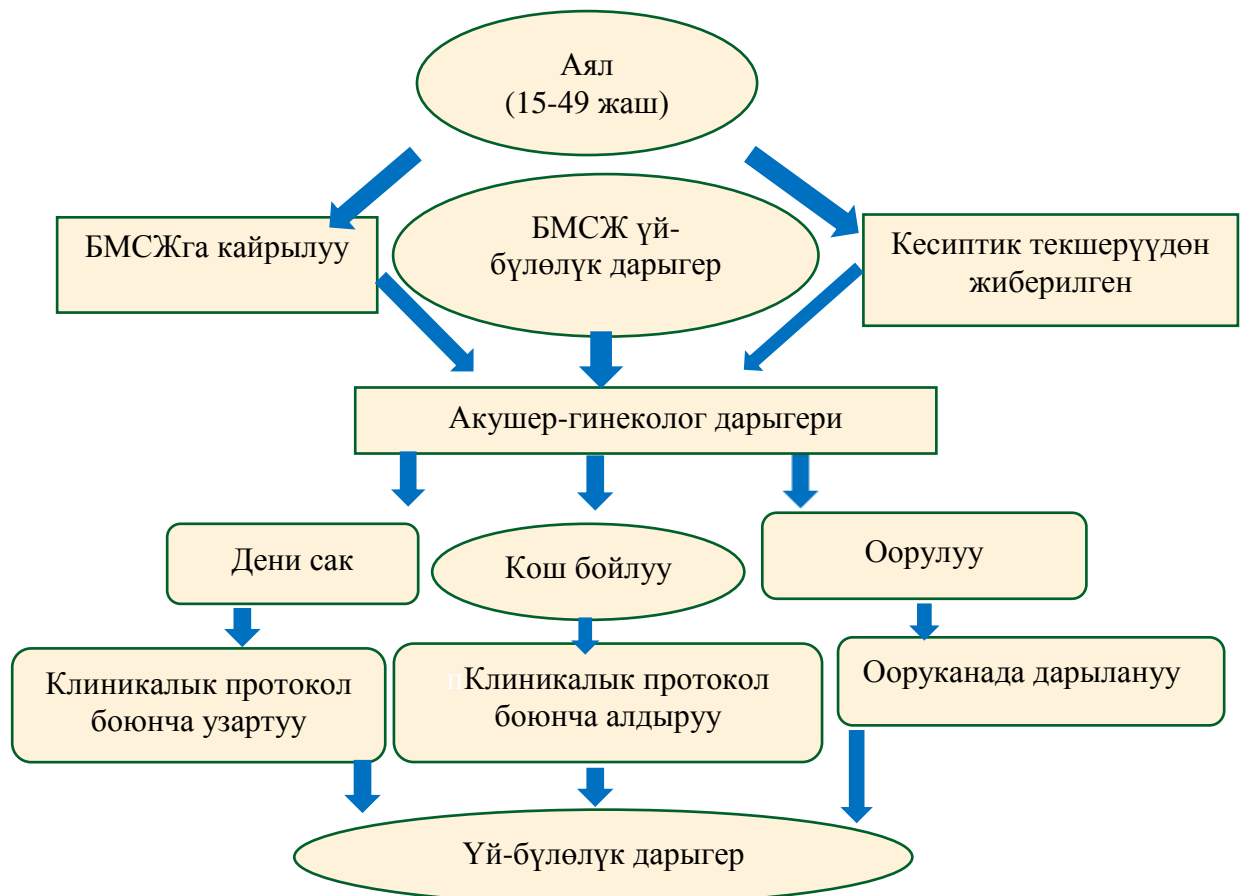 Аял
(15-49 жаш)
БМСЖга кайрылуу
БМСЖ үй-
бүлөлүк дарыгер
Кесиптик текшерүүдөн
жиберилген
Акушер-гинеколог дарыгери
Дени сак
Кош бойлуу
Оорулуу
Клиникалык протокол
боюнча узартуу
Клиникалык протокол
боюнча алдыруу
Ооруканада дарылануу
Үй-бүлөлүк дарыгер